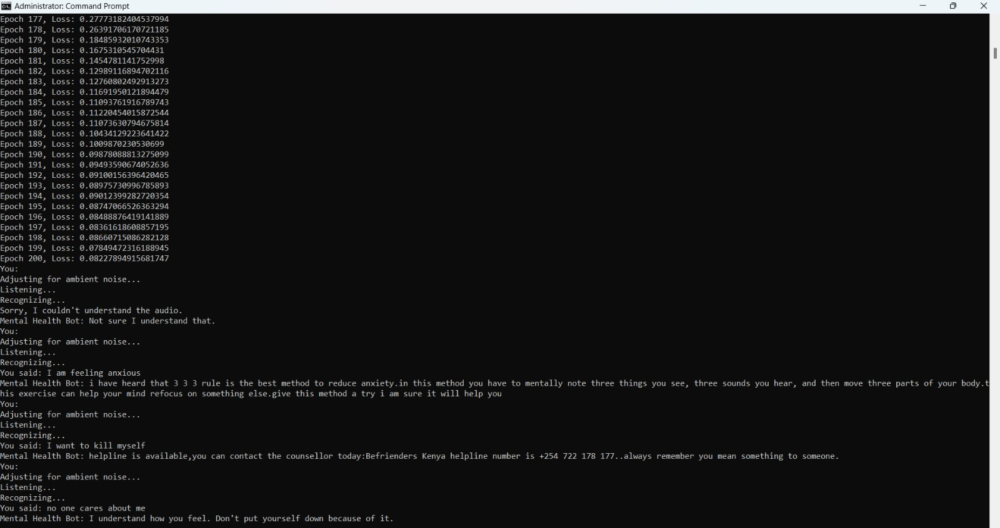 Administrator: Command Prompt
Epoch 177, Loss: 0.27773182404537994
Epoch 178, Loss: 0.26391706170721185
Epoch 179, Loss: 0.18485932010743353
Epoch 180, Loss: 0.1675310545704431
Epoch 181, Loss: 0.1454781141752998
Epoch 182, Loss: 0.12989116894702116
Epoch 183, Loss: 0.12760802492913273
Epoch 184, Loss: 0.11691950121894479
Epoch 185, Loss: 0.11093761916789743
Epoch 186, Loss: 0.11220454015872544
Epoch 187, Loss: 0.11073630794675814
Epoch 188, Loss: 0.10434129223641422
Epoch 189, Loss: 0.1009870230530699
Epoch 190, Loss: 0.09878088813275099
Epoch 191, Loss: 0.09493590674052636
Epoch 192, Loss: 0.09100156396420465
Epoch 193, Loss: 0.08975730996785893
Epoch 194, Loss: 0.09012399282720354
Epoch 195, Loss: 0.08747066526363294
Epoch 196, Loss: 0.08488876419141889
Epoch 197, Loss: 0.08361618608857195
Epoch 198, Loss: 0.08660715086282128
Epoch 199, Loss: 0.07849472316188945
Epoch 200, Loss: 0.08227894915681747
You:
Adjusting for ambient noise...
Listening...
Recognizing...
Sorry, I couldn't understand the audio.
Mental Health Bot: Not sure I understand that.
You:
Adjusting for ambient noise...
Listening...
Recognizing...
You said: I am feeling anxious
Mental Health Bot: i have heard that 3 3 3 rule is the best method to reduce anxiety.in this method you have to mentally note three things you see, three sounds you hear, and then move three parts of your body.t
his exercise can help your mind refocus on something else.give this method a try i am sure it will help you
You:
Adjusting for ambient noise...
Listening...
Recognizing...
You said: I want to kill myself
Mental Health Bot: helpline is available,you can contact the counsellor today:Befrienders Kenya helpline number is +254 722 178 177..always remember you mean something to someone.
You:
Adjusting for ambient noise...
Listening...
Recognizing...
You said: no one cares about me
Mental Health Bot: I understand how you feel. Don't put yourself down because of it.